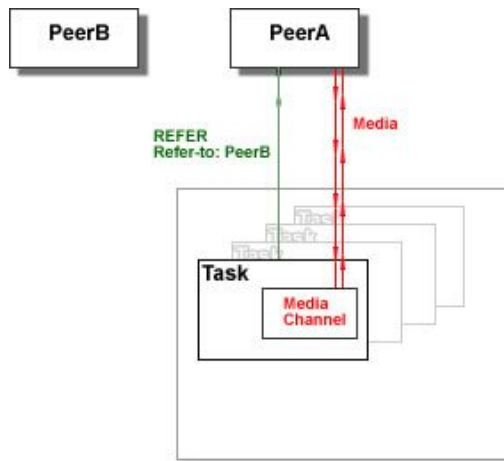 PeerB
PeerA
Media
REFER
Refer-to: PeerB
Task
Task
Task
Task
Media
Channel